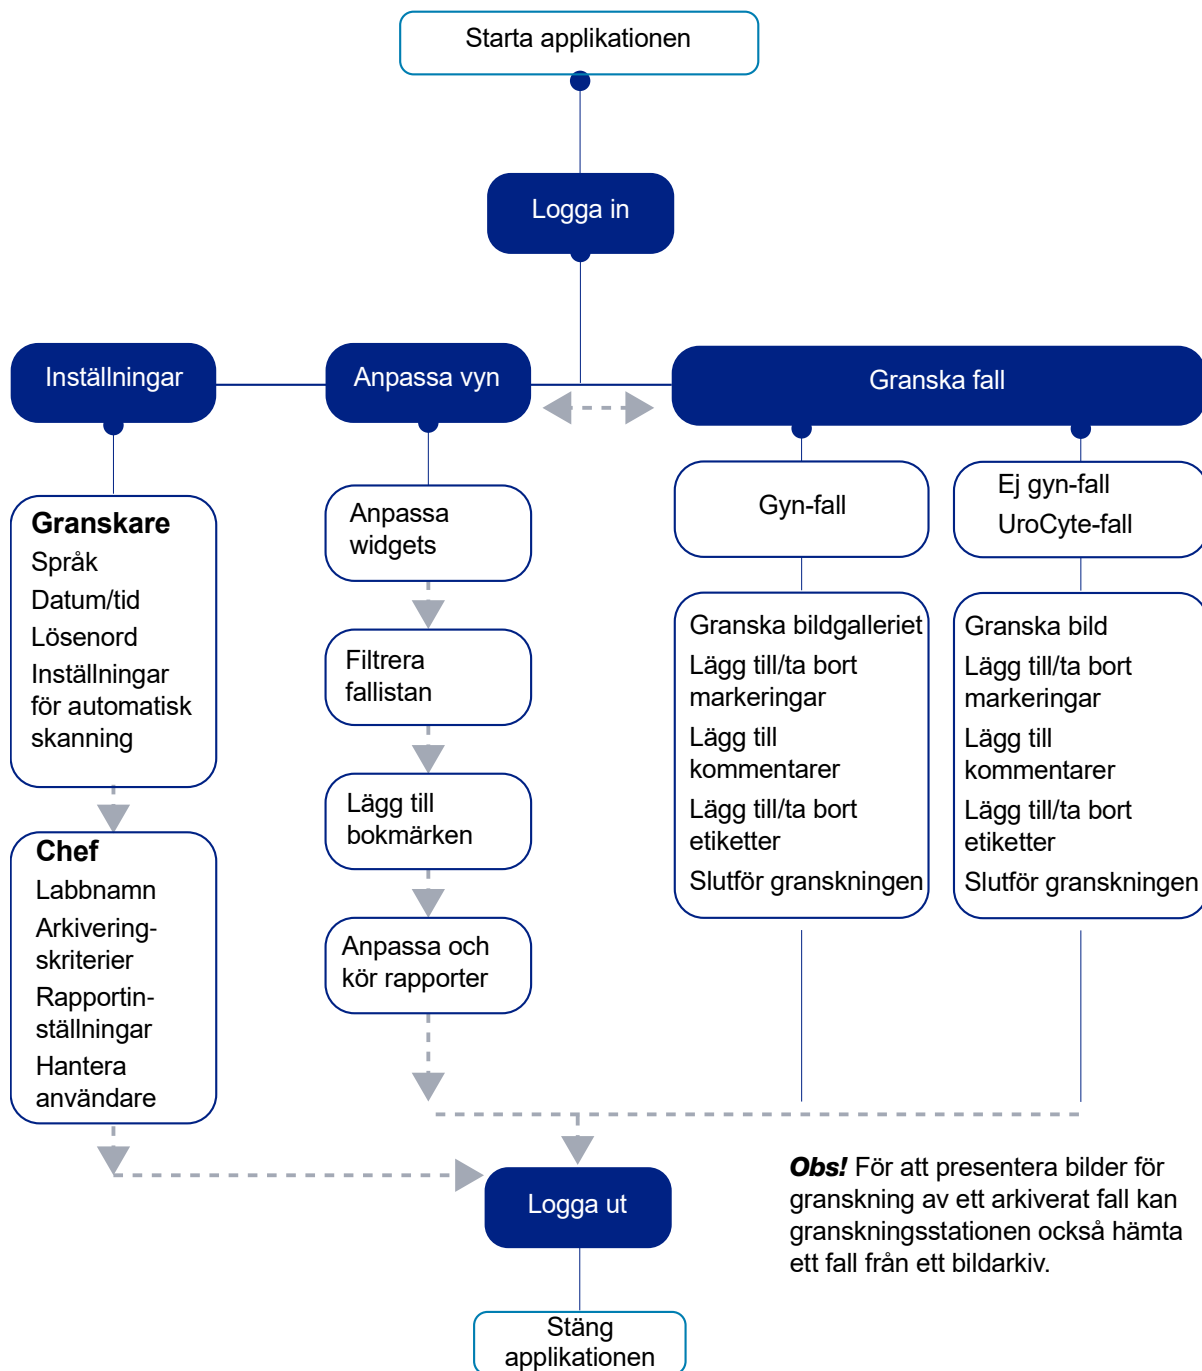 Starta applikationen
Logga in
Inställningar
Anpassa vyn
Granska fall
Granskare
Språk
Datum/tid
Lösenord
Inställningar
för automatisk
skanning
Chef
Labbnamn
Arkivering-
skriterier
Rapportin-
ställningar
Hantera
användare
Anpassa
widgets
Filtrera
fallistan
Lägg till
bokmärken
Anpassa och
kör rapporter
Gyn-fall
Granska bildgalleriet
Lägg till/ta bort
markeringar
Lägg till
kommentarer
Lägg till/ta bort
etiketter
Slutför granskningen
Ej gyn-fall
UroCyte-fall
Granska bild
Lägg till/ta bort
markeringar
Lägg till
kommentarer
Lägg till/ta bort
etiketter
Slutför granskningen
Obs! För att presentera bilder för
granskning av ett arkiverat fall kan
granskningsstationen också hämta
ett fall från ett bildarkiv.
Logga ut
Stäng
applikationen